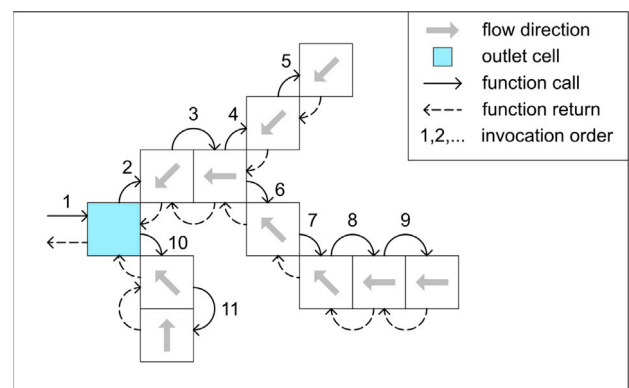 flow direction
outlet cell
function call
function return
1,2,... invocation order
5
3
4
2
6
1
7
8
9
10
11